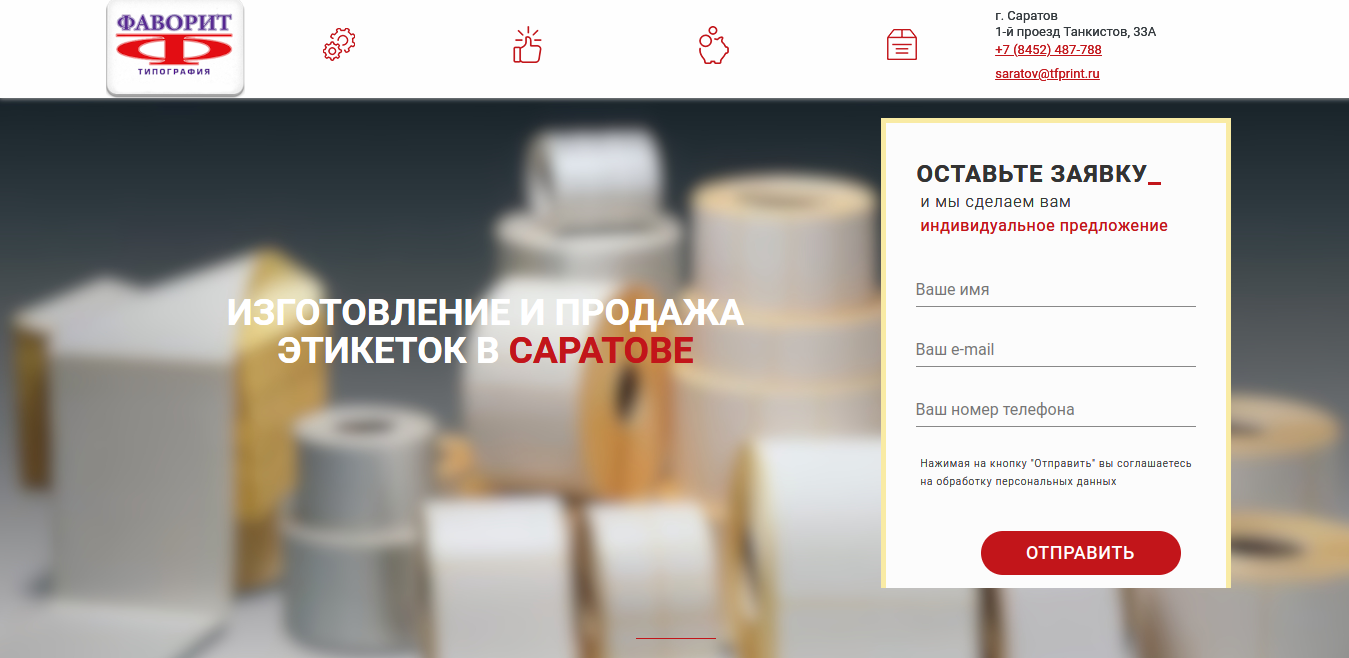 ФАВОРИТ
Ф
ТИПОГРАФИЯ
г. Саратов
1-й проезд Танкистов, 33А
+7 (8452) 487-788
saratov@tfprint.ru
ИЗГОТОВЛЕНИЕ И ПРОДАЖА
ЭТИКЕТОК В САРАТОВЕ
ОСТАВЬТЕ ЗАЯВКУ_
и мы сделаем вам
индивидуальное предложение
Ваше имя
Ваш e-mail
Ваш номер телефона
Нажимая на кнопку "Отправить" вы соглашаетесь
на обработку персональных данных
ОТПРАВИТЬ